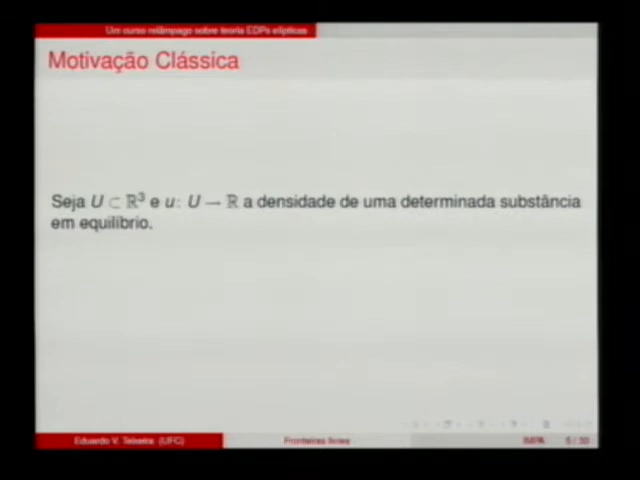 Um curso relâmpago sobre teoria EDPs elípticas
Motivação Clássica
Seja U ⊂ ℝ³ e u: U → ℝ a densidade de uma determinada substância
em equilíbrio.
Eduardo V. Teixeira (UFC) Fronteiras livres IMPA 5 / 30